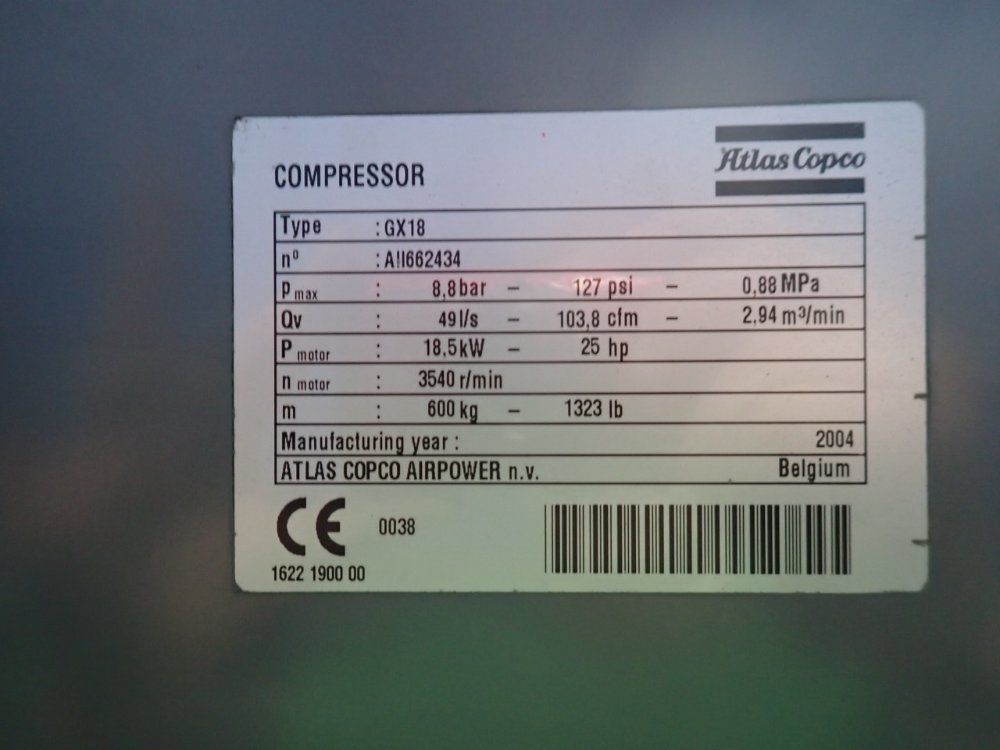 Atlas Copco
COMPRESSOR
Type : GX18
nº : A!I662434
P max : 8,8 bar – 127 psi – 0,88 MPa
Qv : 49 l/s – 103,8 cfm – 2,94 m³/min
P motor : 18,5 kW – 25 hp
n motor : 3540 r/min
m : 600 kg – 1323 lb
Manufacturing year : 2004
ATLAS COPCO AIRPOWER n.v. Belgium
CE 0038
1622 1900 00